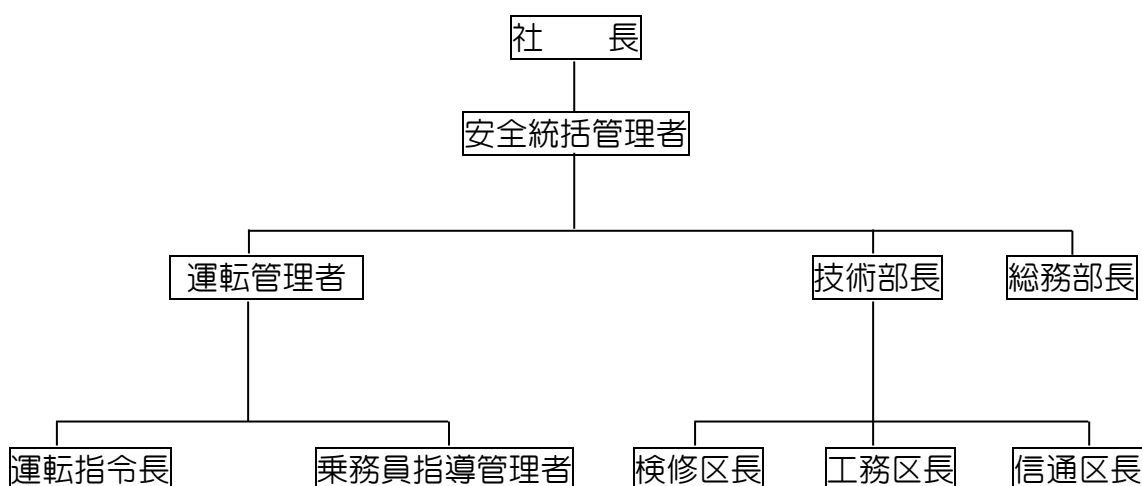 社　　長
安全統括管理者
運転管理者
技術部長
総務部長
運転指令長
乗務員指導管理者
検修区長
工務区長
信通区長